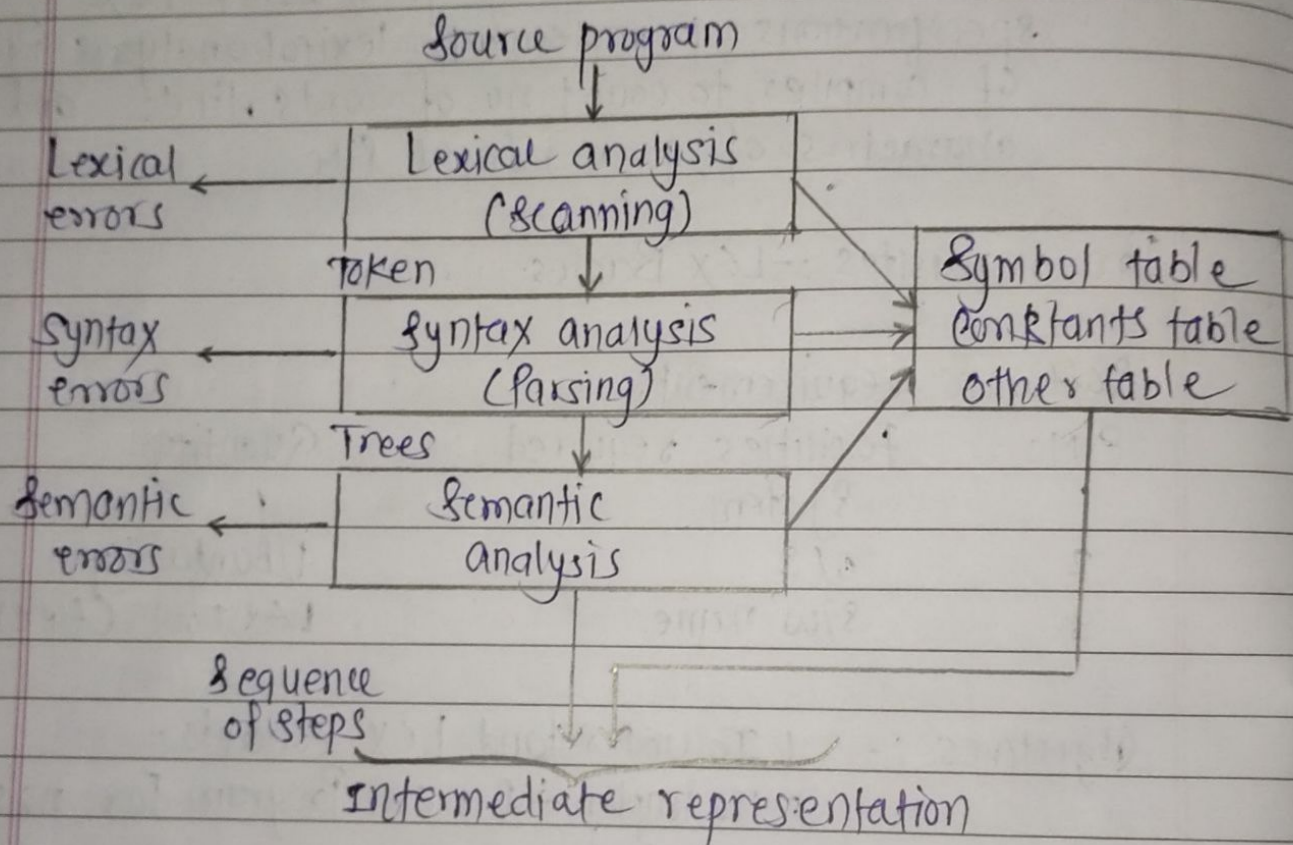 Source program
Lexical
errors
Lexical analysis
(Scanning)
Token
Symbol table
Constants table
other table
Syntax
errors
Syntax analysis
(Parsing)
Trees
Semantic
errors
Semantic
analysis
Sequence
of steps
Intermediate representation